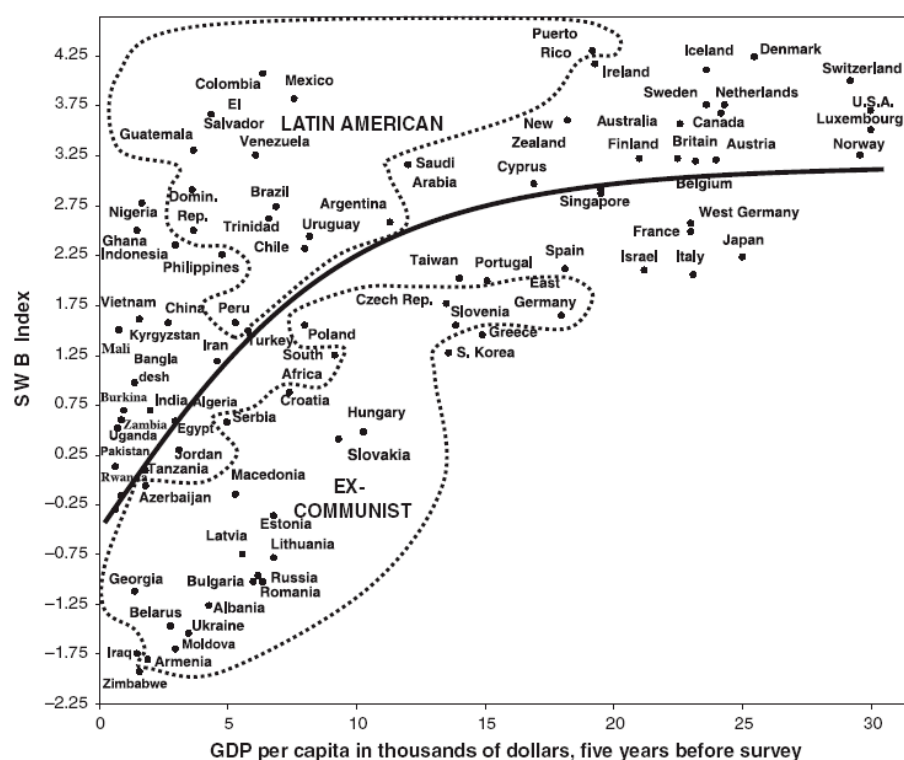 4.25
3.75
3.25
2.75
2.25
1.75
1.25
0.75
0.25
−0.25
−0.75
−1.25
−1.75
−2.25
SWB Index
Puerto
Rico
Ireland
Iceland
Denmark
Switzerland
Colombia
Mexico
El
Salvador
LATIN AMERICAN
Sweden
Netherlands
U.S.A.
Luxembourg
Guatemala
Venezuela
New
Zealand
Australia
Canada
Finland
Britain
Austria
Norway
Saudi
Arabia
Cyprus
Belgium
Singapore
Nigeria
Domin.
Rep.
Brazil
Trinidad
Argentina
Uruguay
Chile
Ghana
Indonesia
Philippines
West Germany
France
Japan
Israel
Italy
Taiwan
Portugal
Spain
East
Germany
Czech Rep.
Slovenia
Greece
S. Korea
Vietnam
China
Peru
Kyrgyzstan
Mali
Turkey
Poland
Iran
South
Africa
Croatia
Bangla
desh
Burkina
India
Algeria
Zambia
Uganda
Egypt
Serbia
Hungary
Slovakia
Pakistan
Jordan
Tanzania
Rwanda
Azerbaijan
Macedonia
EX-
COMMUNIST
Estonia
Latvia
Lithuania
Georgia
Bulgaria
Russia
Romania
Belarus
Albania
Ukraine
Moldova
Iraq
Armenia
Zimbabwe
0 5 10 15 20 25 30
GDP per capita in thousands of dollars, five years before survey